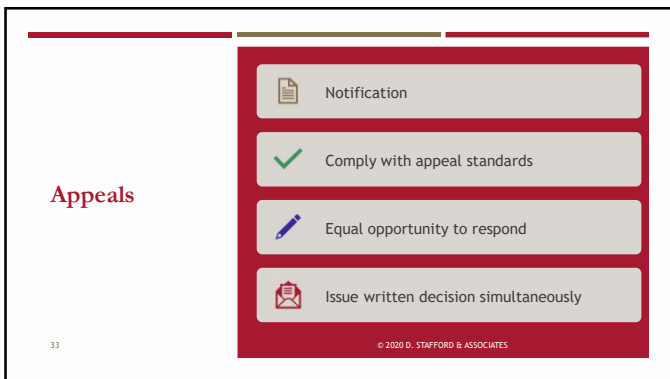 Appeals
Notification
Comply with appeal standards
Equal opportunity to respond
Issue written decision simultaneously
33
© 2020 D. STAFFORD & ASSOCIATES